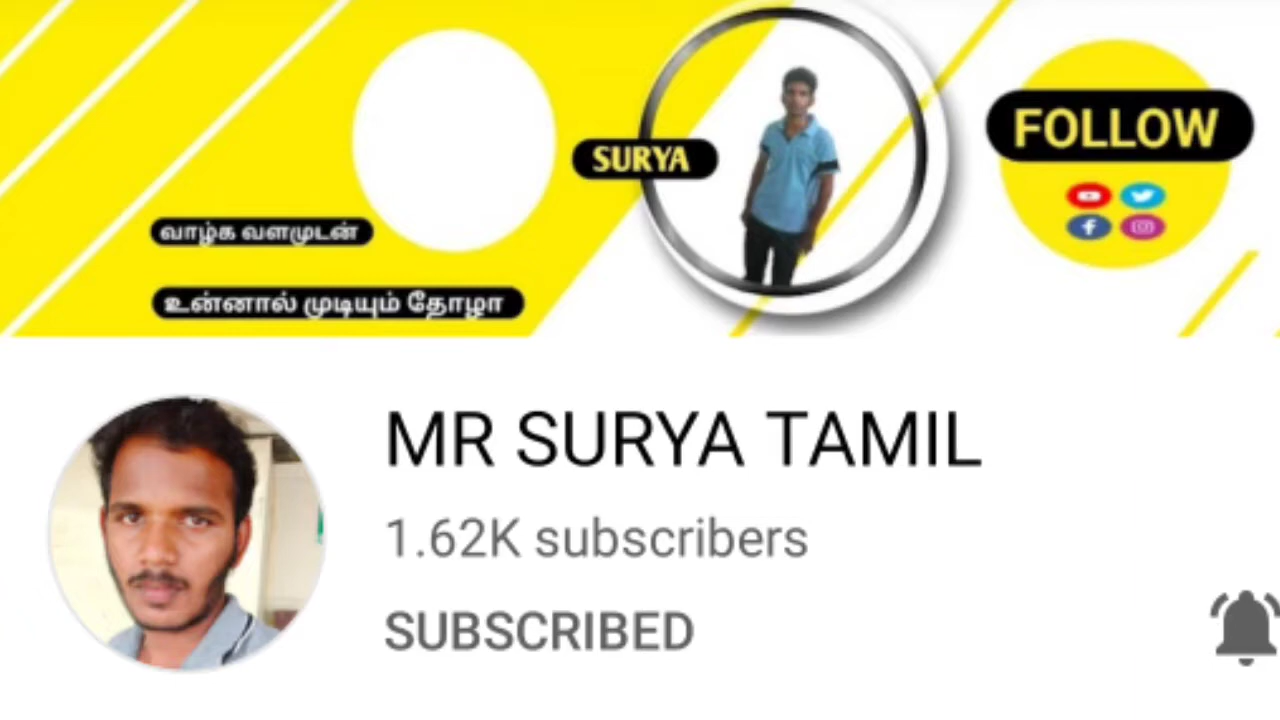 SURYA
FOLLOW
வாழ்க வளமுடன்
உன்னால் முடியும் தோழா
MR SURYA TAMIL
1.62K subscribers
SUBSCRIBED